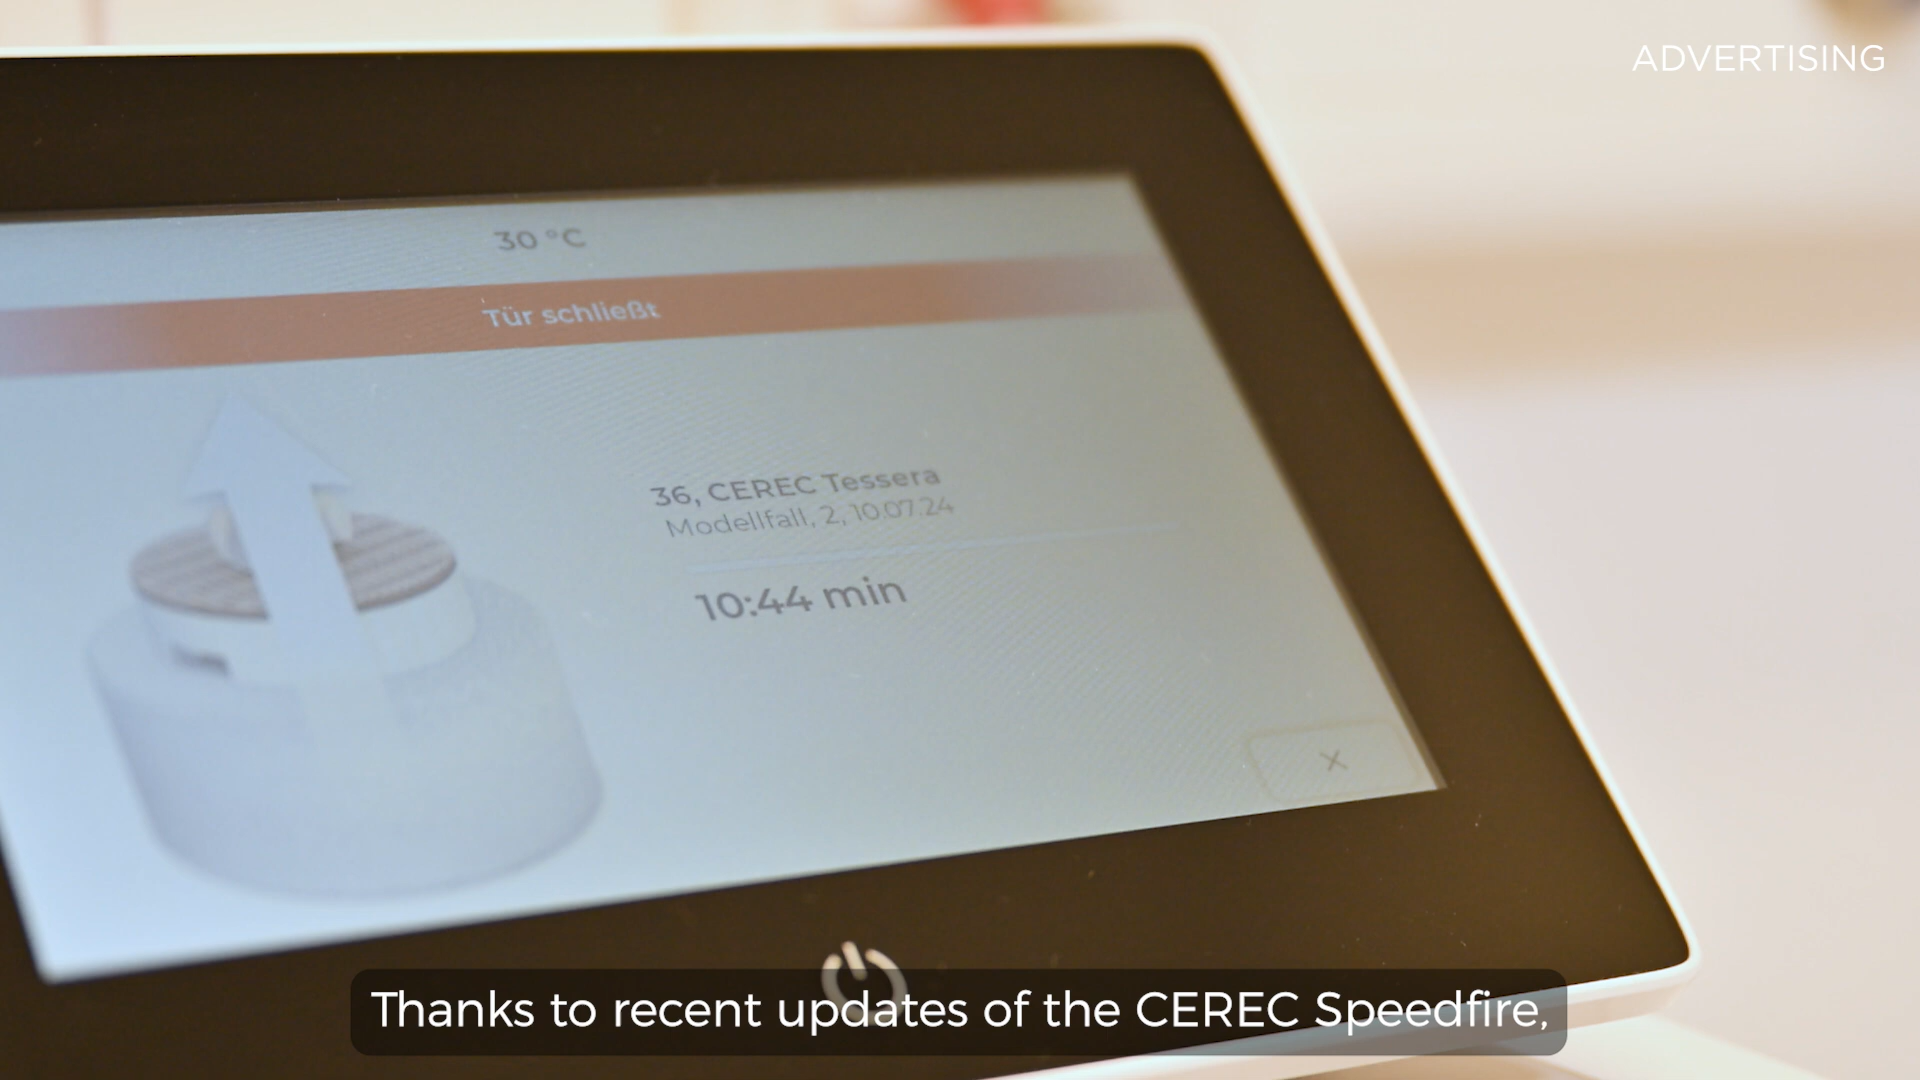 ADVERTISING
30 °C
Tür schließt
36, CEREC Tessera
Modellfall, 2, 10.07.24
10:44 min
Thanks to recent updates of the CEREC Speedfire,